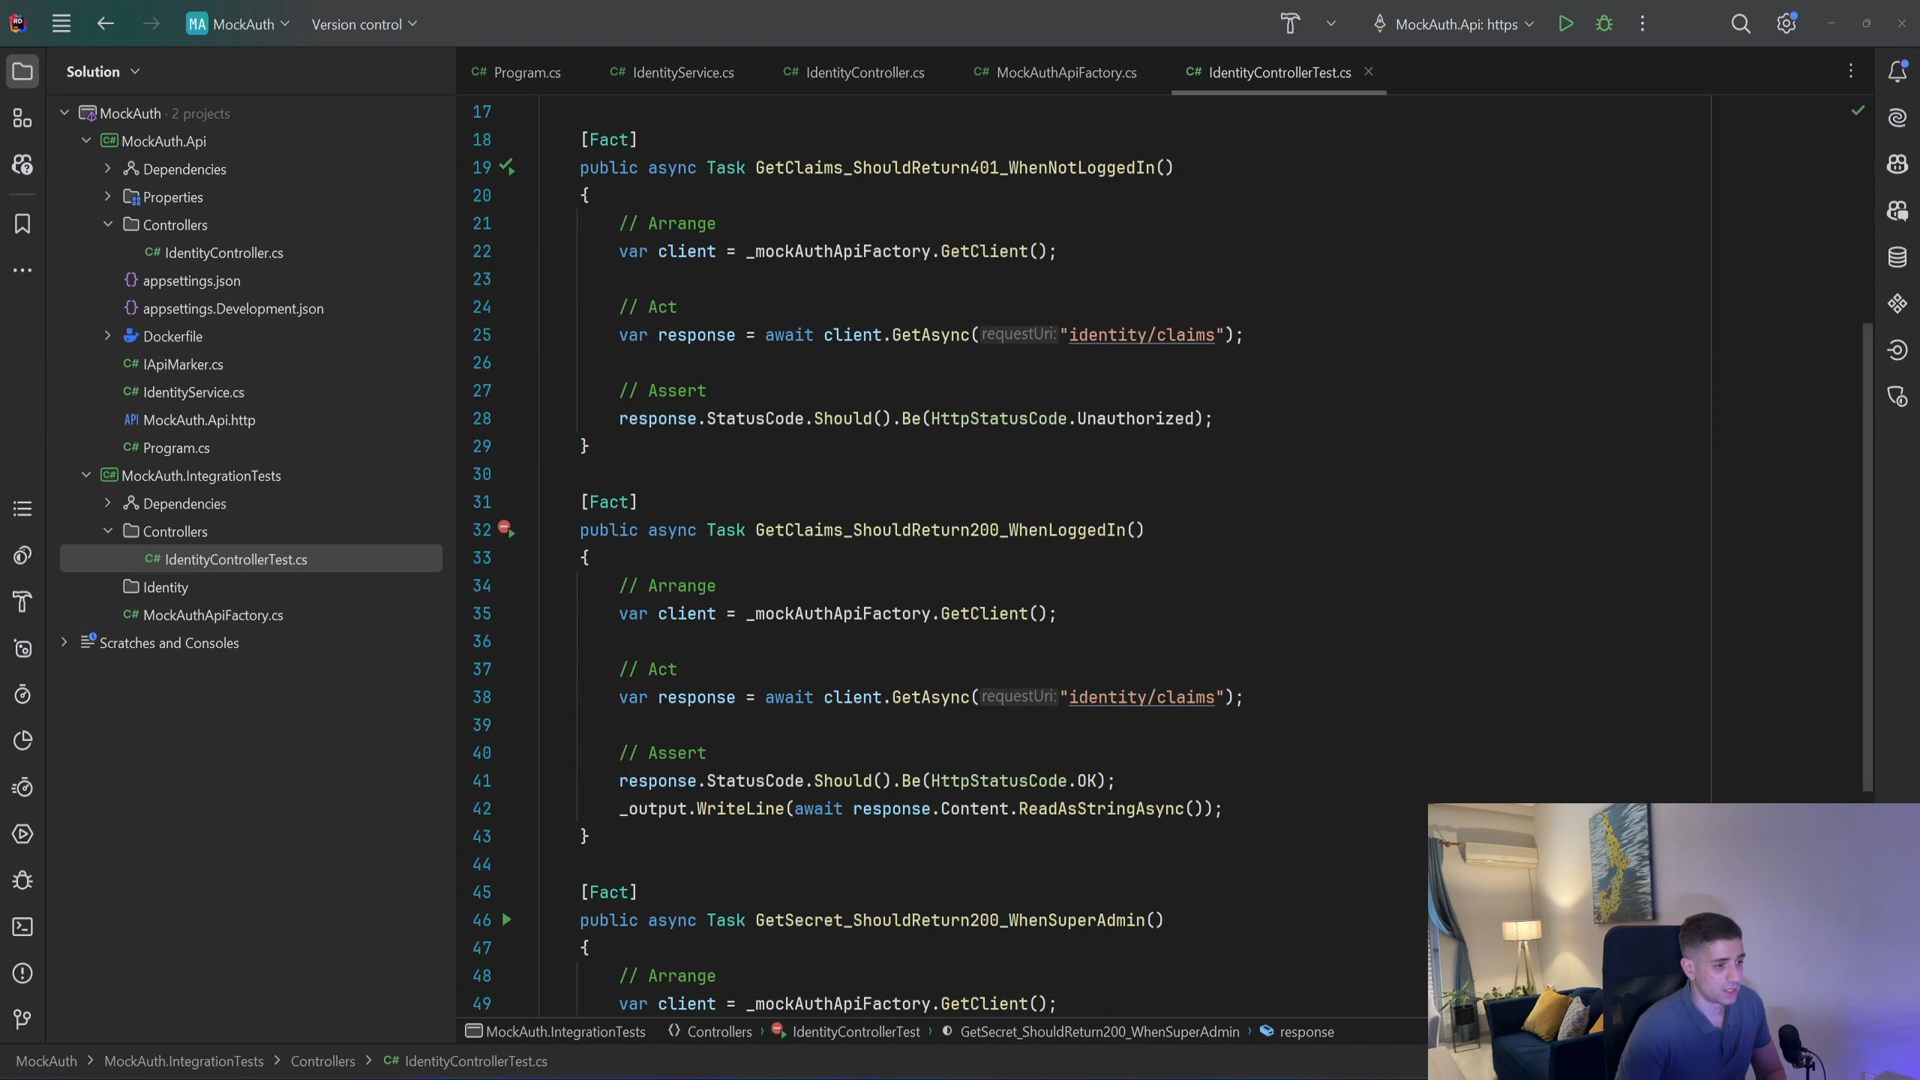 MA MockAuth Version control MockAuth.Api: https
Solution
Program.cs IdentityService.cs IdentityController.cs MockAuthApiFactory.cs IdentityControllerTest.cs
MockAuth · 2 projects
MockAuth.Api
Dependencies
Properties
Controllers
C# IdentityController.cs
{} appsettings.json
{} appsettings.Development.json
Dockerfile
C# IApiMarker.cs
C# IdentityService.cs
API MockAuth.Api.http
C# Program.cs
MockAuth.IntegrationTests
Dependencies
Controllers
C# IdentityControllerTest.cs
Identity
C# MockAuthApiFactory.cs
Scratches and Consoles
17
18 [Fact]
19 public async Task GetClaims_ShouldReturn401_WhenNotLoggedIn()
20 {
21 // Arrange
22 var client = _mockAuthApiFactory.GetClient();
23
24 // Act
25 var response = await client.GetAsync(requestUri: "identity/claims");
26
27 // Assert
28 response.StatusCode.Should().Be(HttpStatusCode.Unauthorized);
29 }
30
31 [Fact]
32 public async Task GetClaims_ShouldReturn200_WhenLoggedIn()
33 {
34 // Arrange
35 var client = _mockAuthApiFactory.GetClient();
36
37 // Act
38 var response = await client.GetAsync(requestUri: "identity/claims");
39
40 // Assert
41 response.StatusCode.Should().Be(HttpStatusCode.OK);
42 _output.WriteLine(await response.Content.ReadAsStringAsync());
43 }
44
45 [Fact]
46 public async Task GetSecret_ShouldReturn200_WhenSuperAdmin()
47 {
48 // Arrange
49 var client = _mockAuthApiFactory.GetClient();
MockAuth.IntegrationTests Controllers IdentityControllerTest GetSecret_ShouldReturn200_WhenSuperAdmin response
MockAuth MockAuth.IntegrationTests Controllers C# IdentityControllerTest.cs